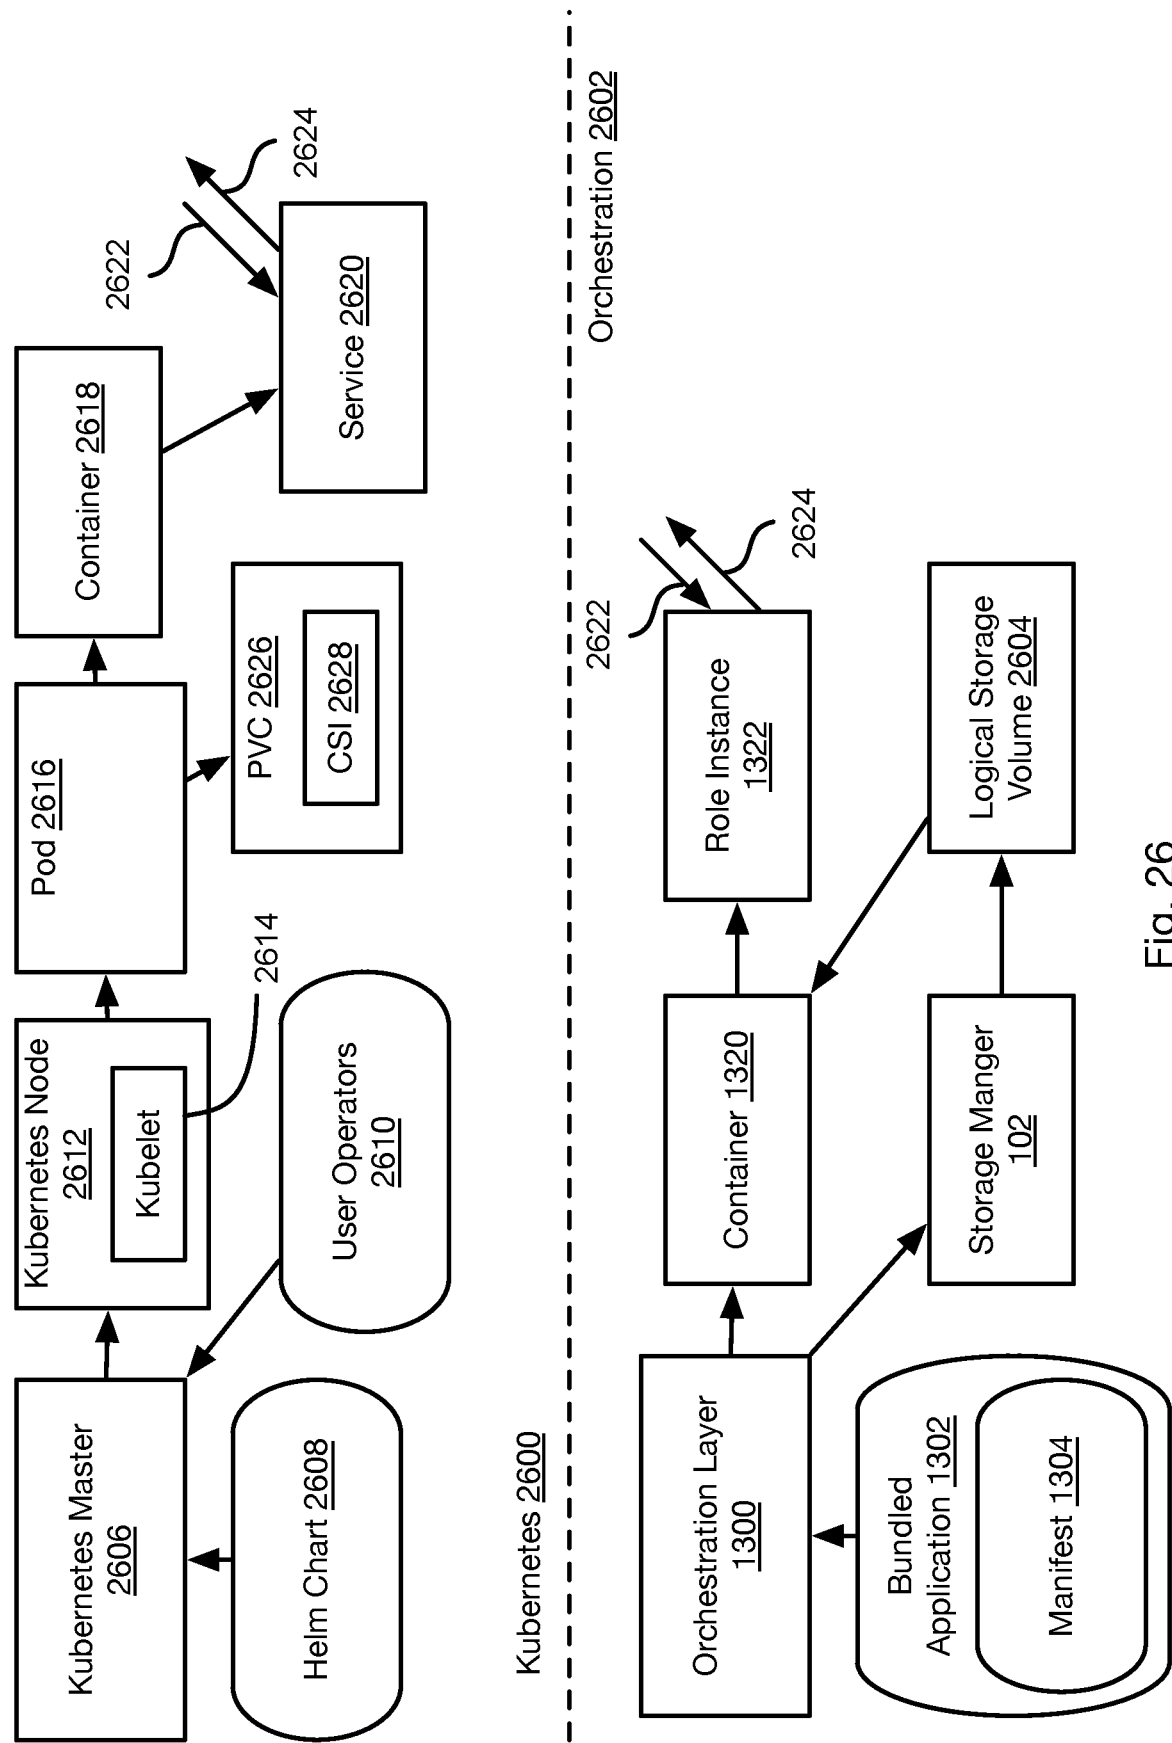 Kubernetes Master
2606
Kubernetes Node
2612
Kubelet
2614
Pod 2616
Container 2618
2622
2624
Helm Chart 2608
User Operators
2610
PVC 2626
CSI 2628
Service 2620
Kubernetes 2600
Orchestration 2602
Orchestration Layer
1300
Container 1320
Role Instance
1322
2622
2624
Bundled
Application 1302
Manifest 1304
Storage Manger
102
Logical Storage
Volume 2604
Fig. 26